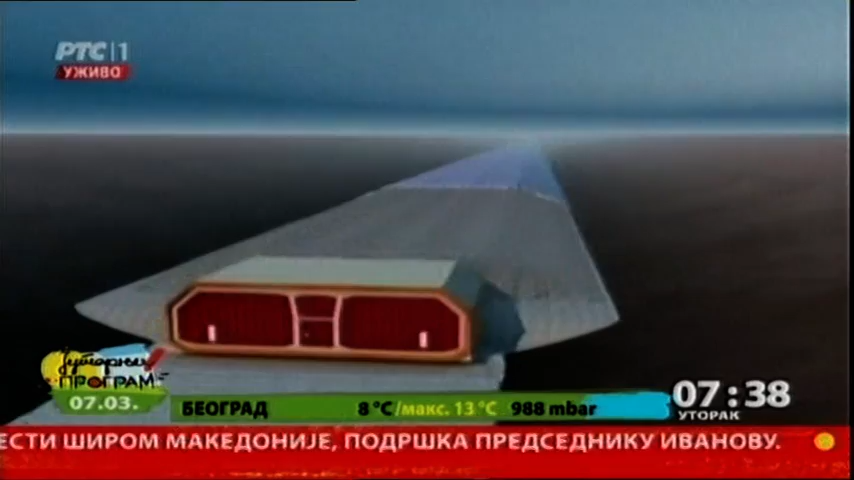 РТС|1
УЖИВО
Јутарњи
ПРОГРАМ
07.03.
БЕОГРАД 8 °C/макс. 13 °C 988 mbar
07:38
УТОРАК
ЕСТИ ШИРОМ МАКЕДОНИЈЕ, ПОДРШКА ПРЕДСЕДНИКУ ИВАНОВУ.